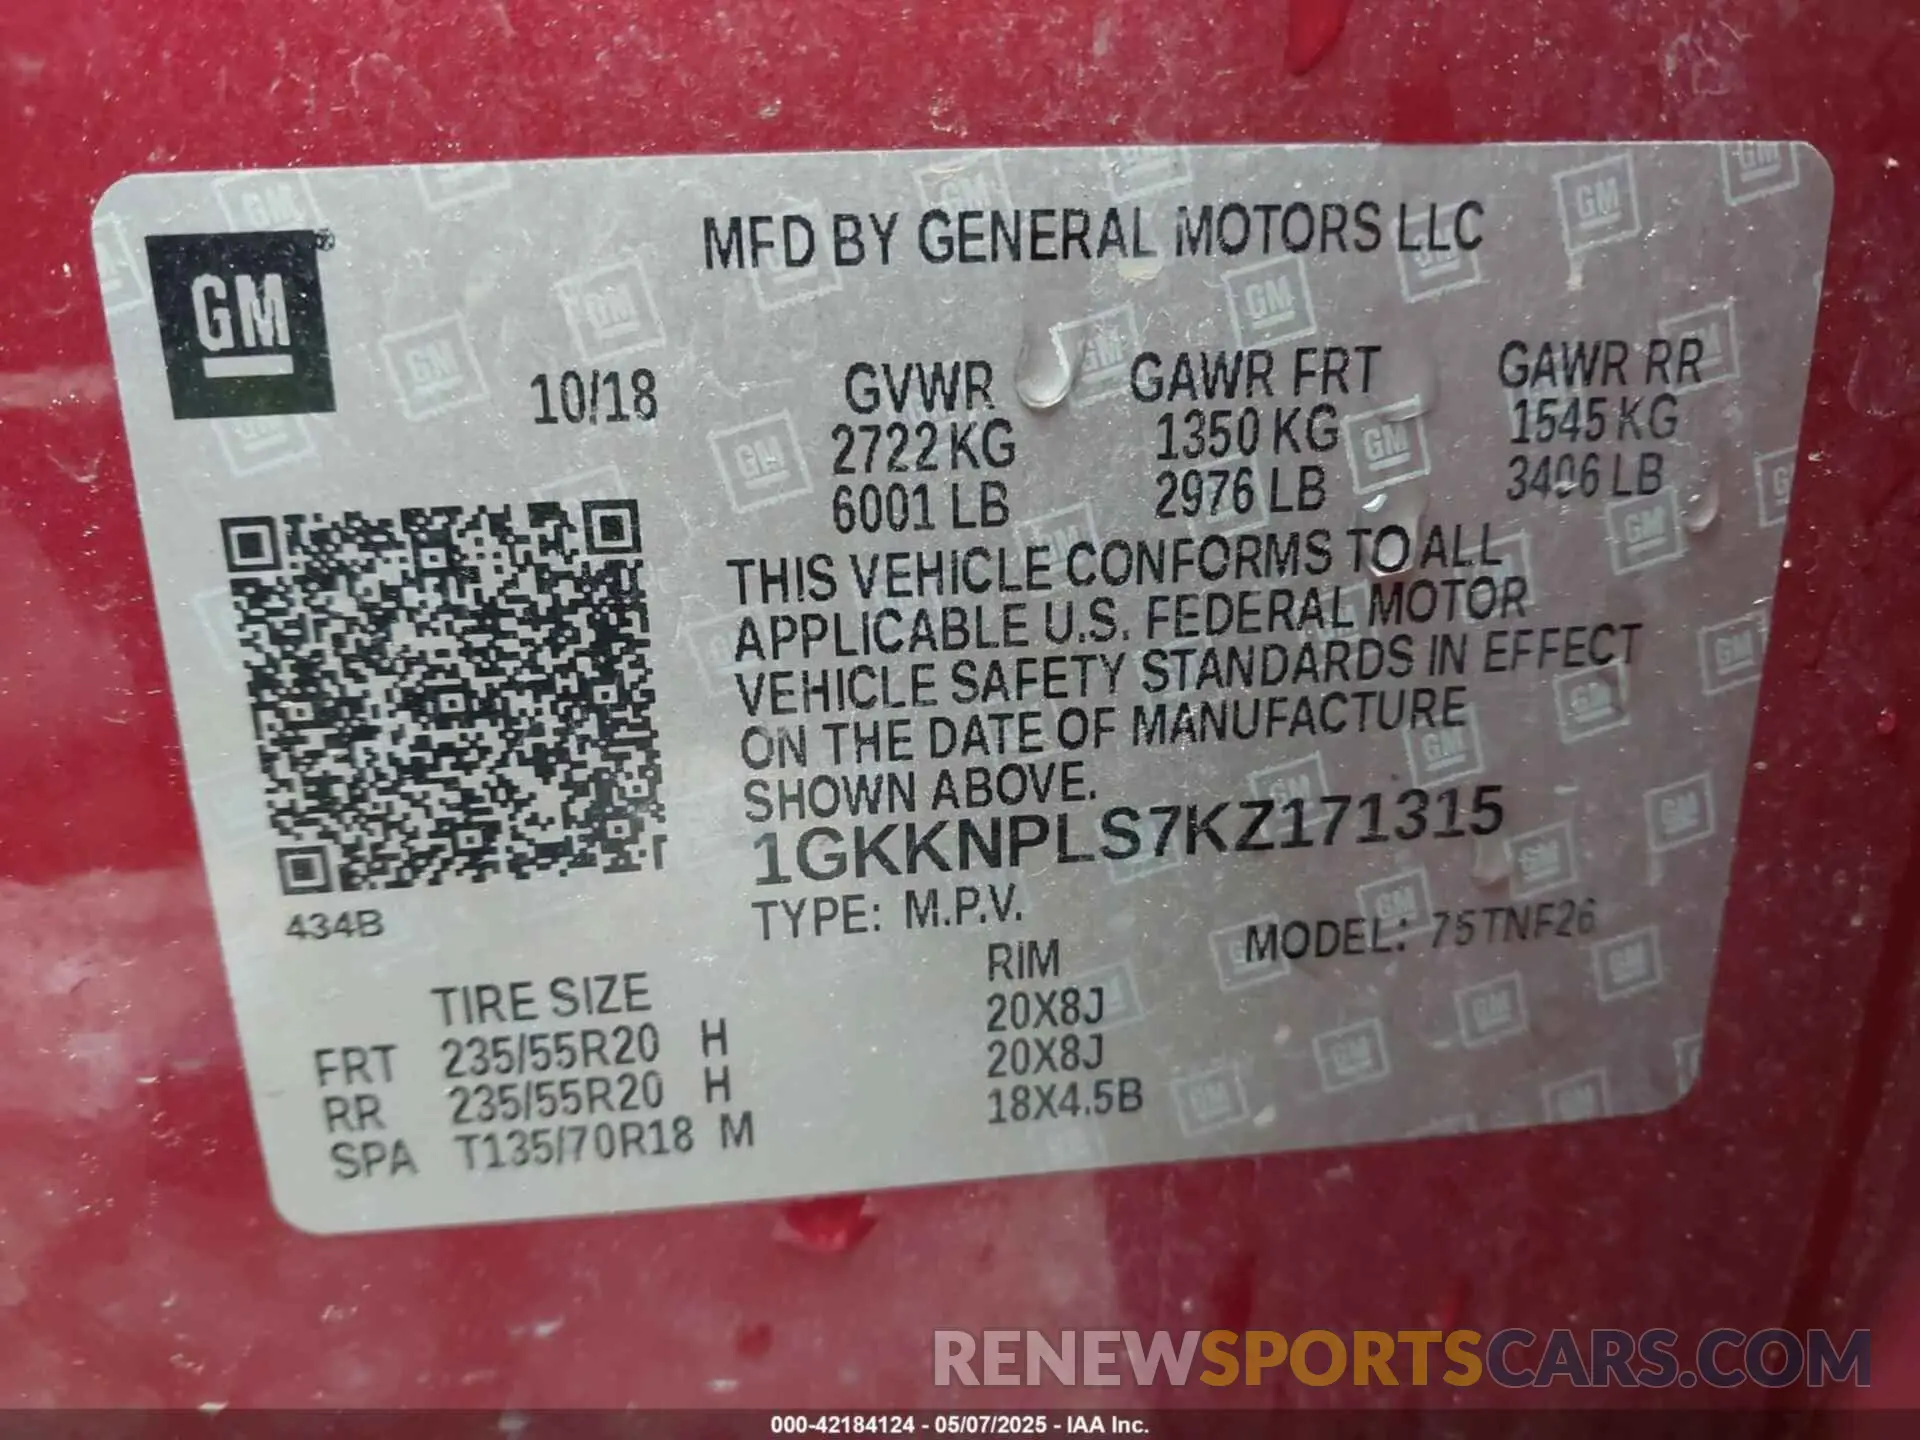 MFD BY GENERAL MOTORS LLC
GM
10/18
GVWR GAWR FRT GAWR RR
2722 KG 1350 KG 1545 KG
6001 LB 2976 LB 3406 LB
THIS VEHICLE CONFORMS TO ALL
APPLICABLE U.S. FEDERAL MOTOR
VEHICLE SAFETY STANDARDS IN EFFECT
ON THE DATE OF MANUFACTURE
SHOWN ABOVE.
1GKKNPLS7KZ171315
434B
TYPE: M.P.V. MODEL: 75TNF26
TIRE SIZE RIM
FRT 235/55R20 H 20X8J
RR 235/55R20 H 20X8J
SPA T135/70R18 M 18X4.5B
RENEWSPORTSCARS.COM
000-42184124 - 05/07/2025 - IAA Inc.